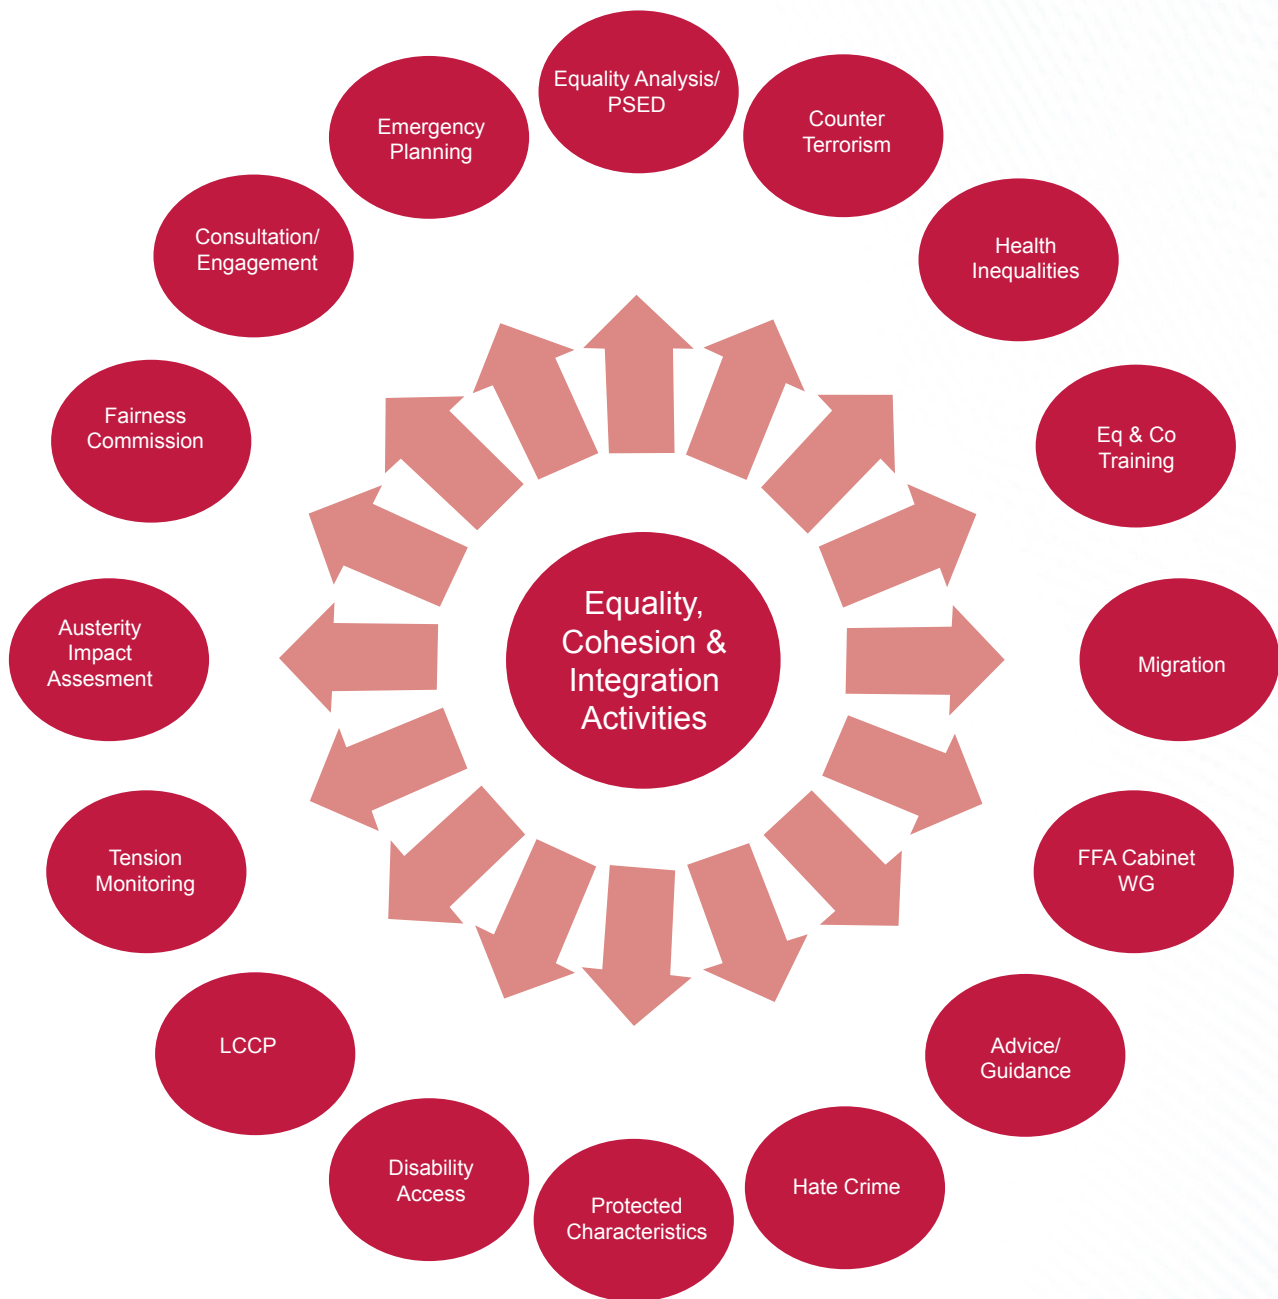 Equality Analysis/
PSED
Counter
Terrorism
Health
Inequalities
Eq & Co
Training
Migration
FFA Cabinet
WG
Advice/
Guidance
Hate Crime
Protected
Characteristics
Disability
Access
LCCP
Tension
Monitoring
Austerity
Impact
Assesment
Fairness
Commission
Consultation/
Engagement
Emergency
Planning
Equality,
Cohesion &
Integration
Activities